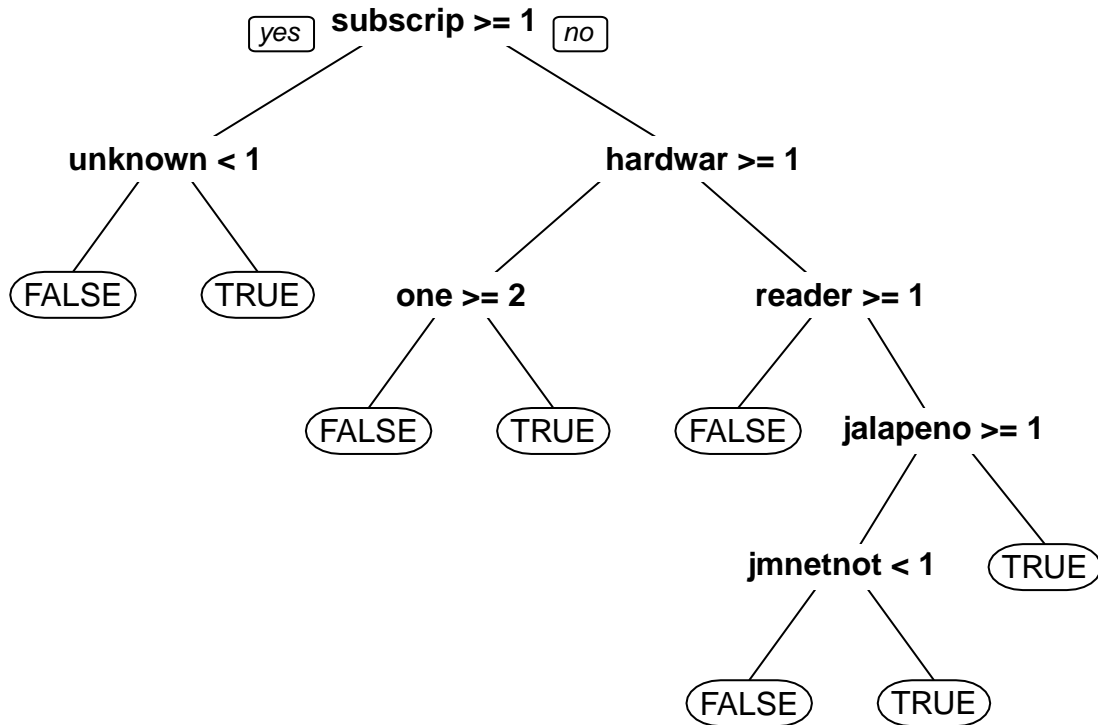 yes subscrip >= 1 no
unknown < 1 hardwar >= 1
FALSE TRUE one >= 2 reader >= 1
FALSE TRUE FALSE jalapeno >= 1
jmnetnot < 1 TRUE
FALSE TRUE